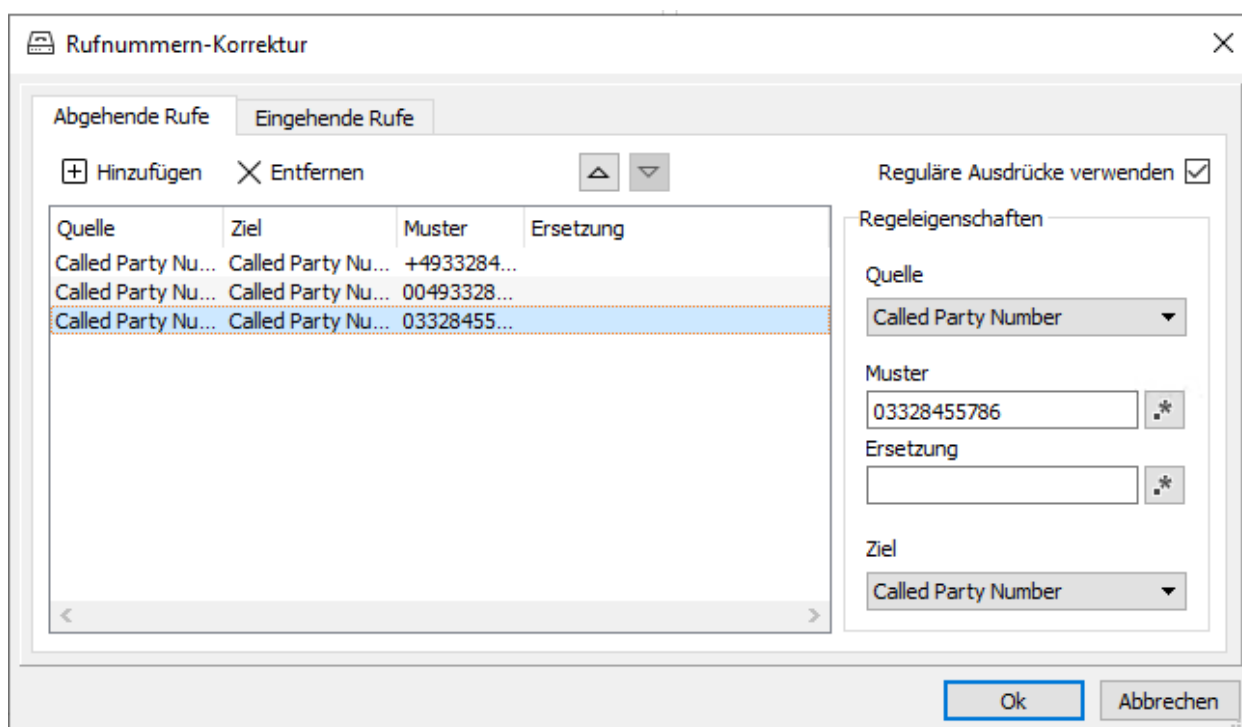 Rufnummern-Korrektur
Abgehende Rufe Eingehende Rufe
Hinzufügen Entfernen Reguläre Ausdrücke verwenden
Quelle Ziel Muster Ersetzung
Called Party Nu... Called Party Nu... +4933284...
Called Party Nu... Called Party Nu... 00493328...
Called Party Nu... Called Party Nu... 03328455...
Regeleigenschaften
Quelle
Called Party Number
Muster
03328455786 .*
Ersetzung
.*
Ziel
Called Party Number
Ok Abbrechen